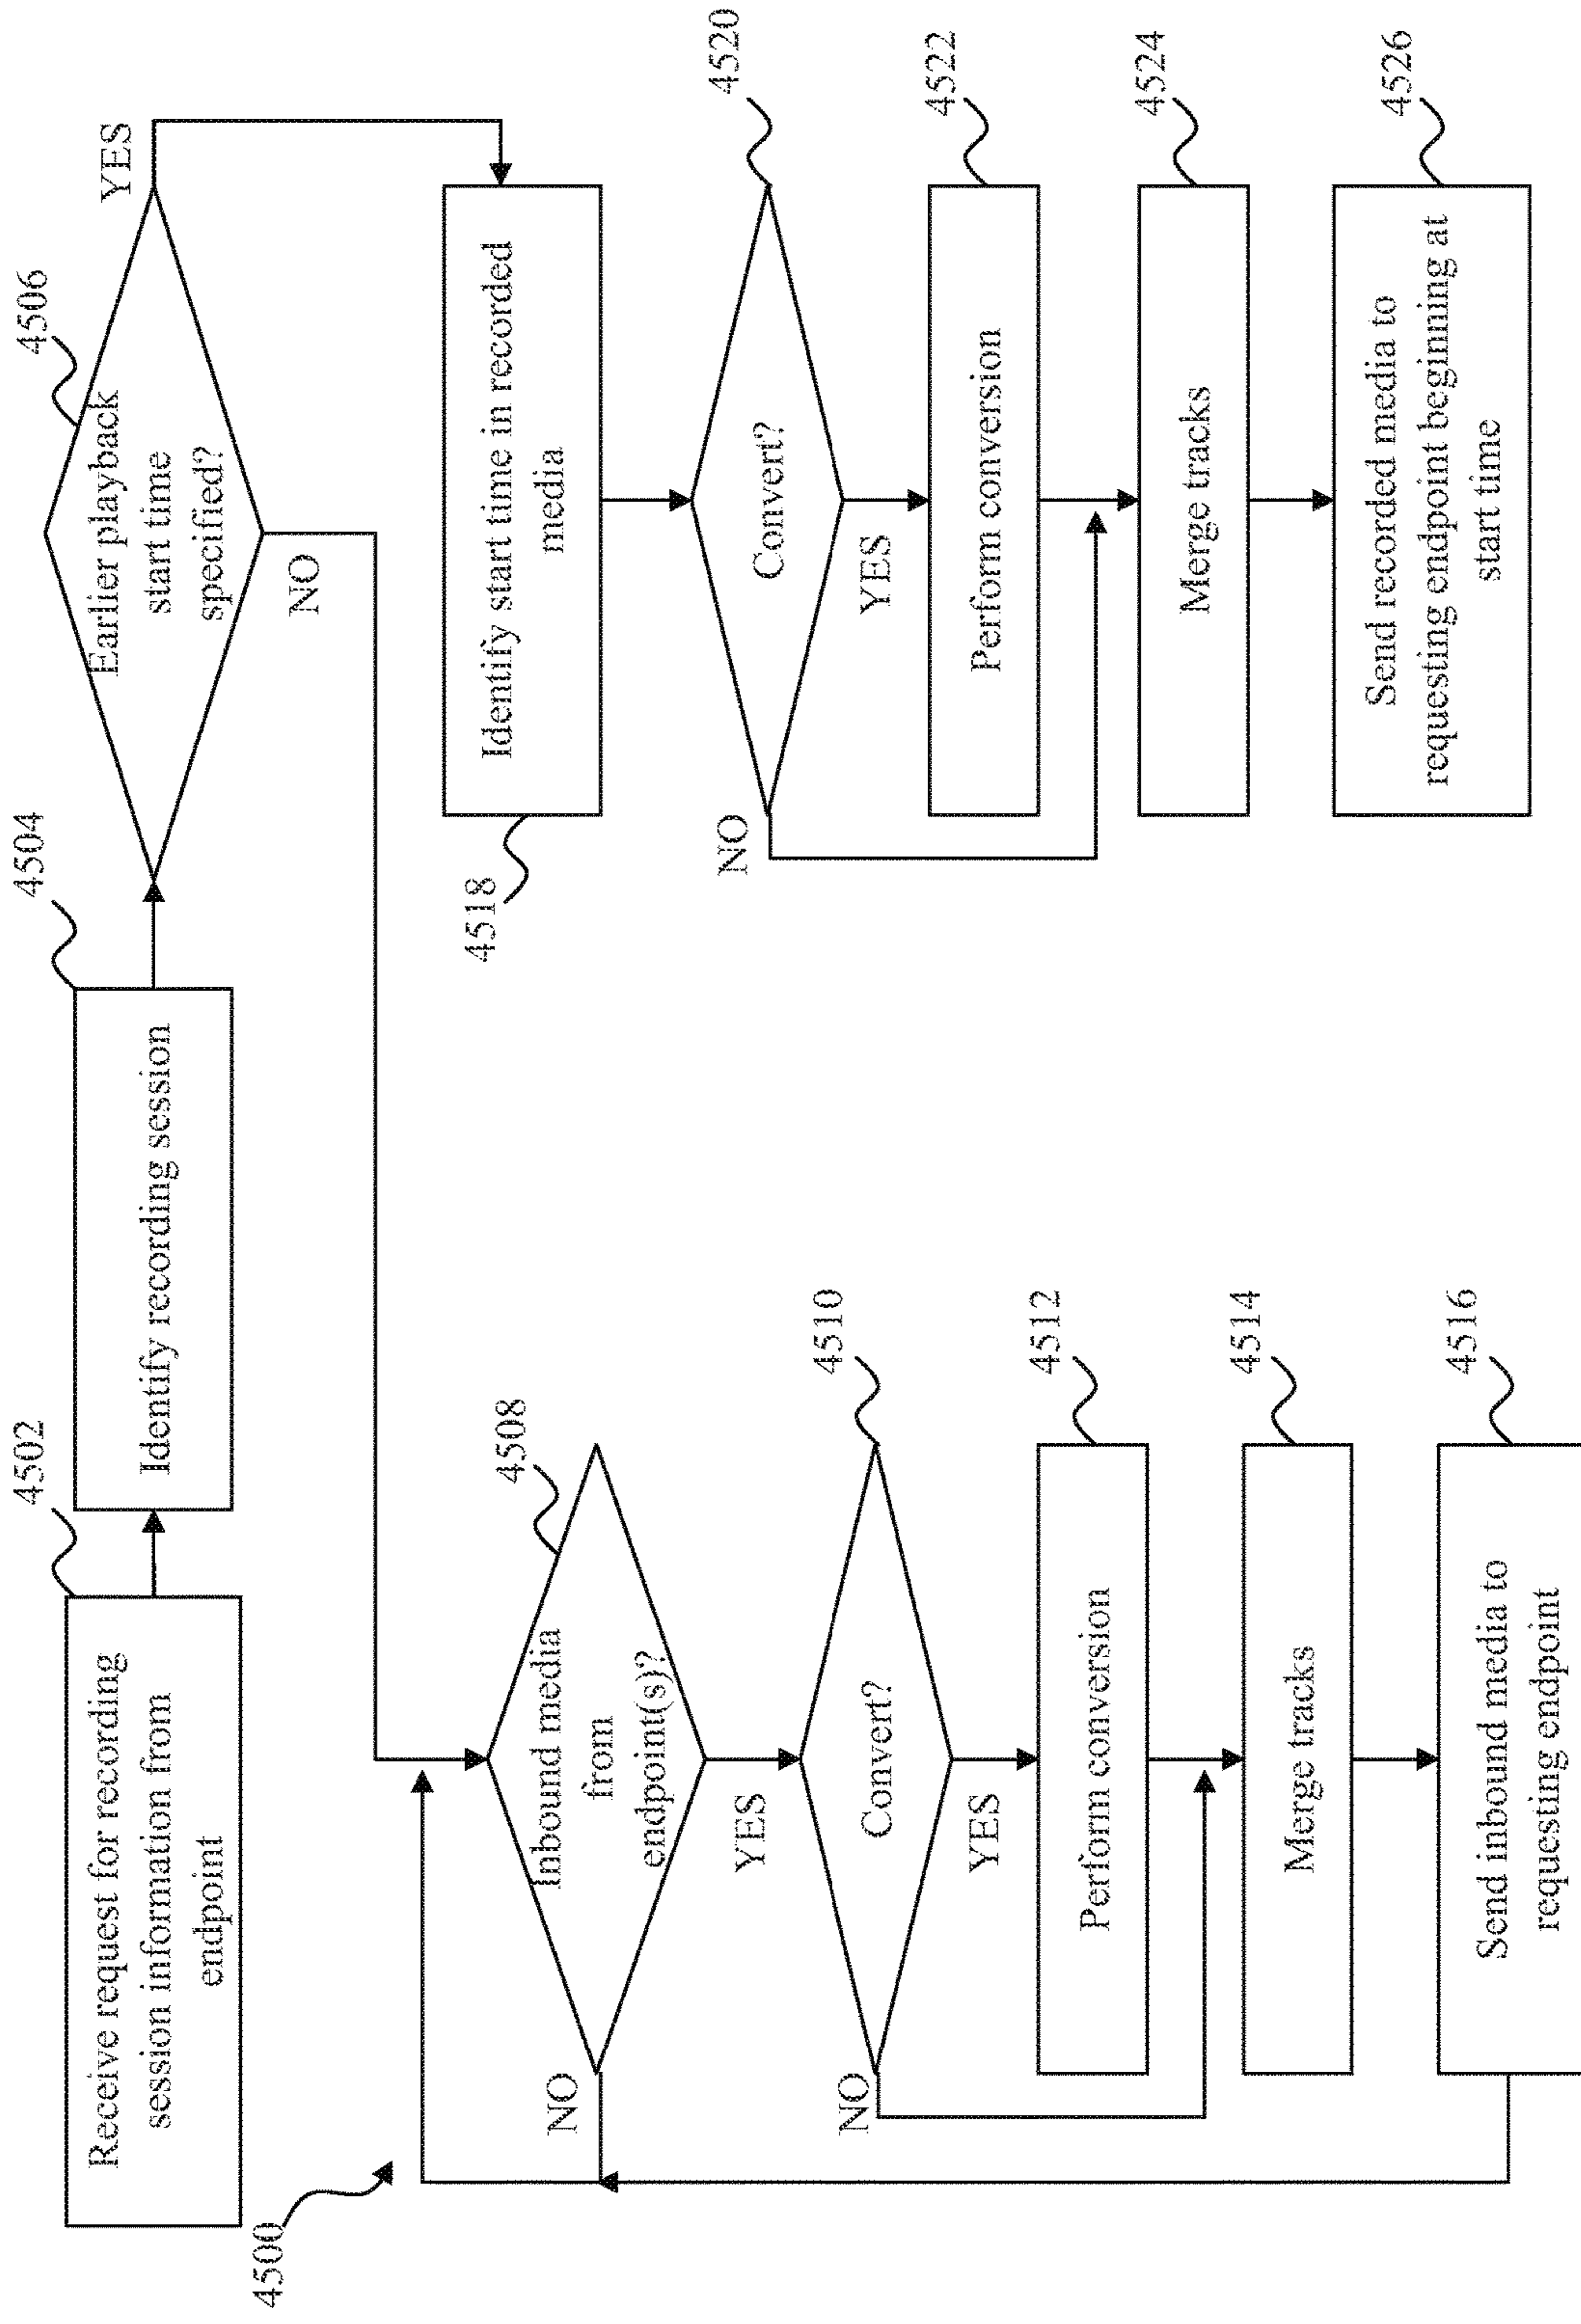 4500
4502
Receive request for recording
session information from
endpoint
4504
Identify recording session
4506
Earlier playback
start time
specified?
YES
NO
4508
Inbound media
from
endpoint(s)?
NO
YES
4510
Convert?
NO
YES
4512
Perform conversion
4514
Merge tracks
4516
Send inbound media to
requesting endpoint
4518
Identify start time in recorded
media
4520
Convert?
NO
YES
4522
Perform conversion
4524
Merge tracks
4526
Send recorded media to
requesting endpoint beginning at
start time